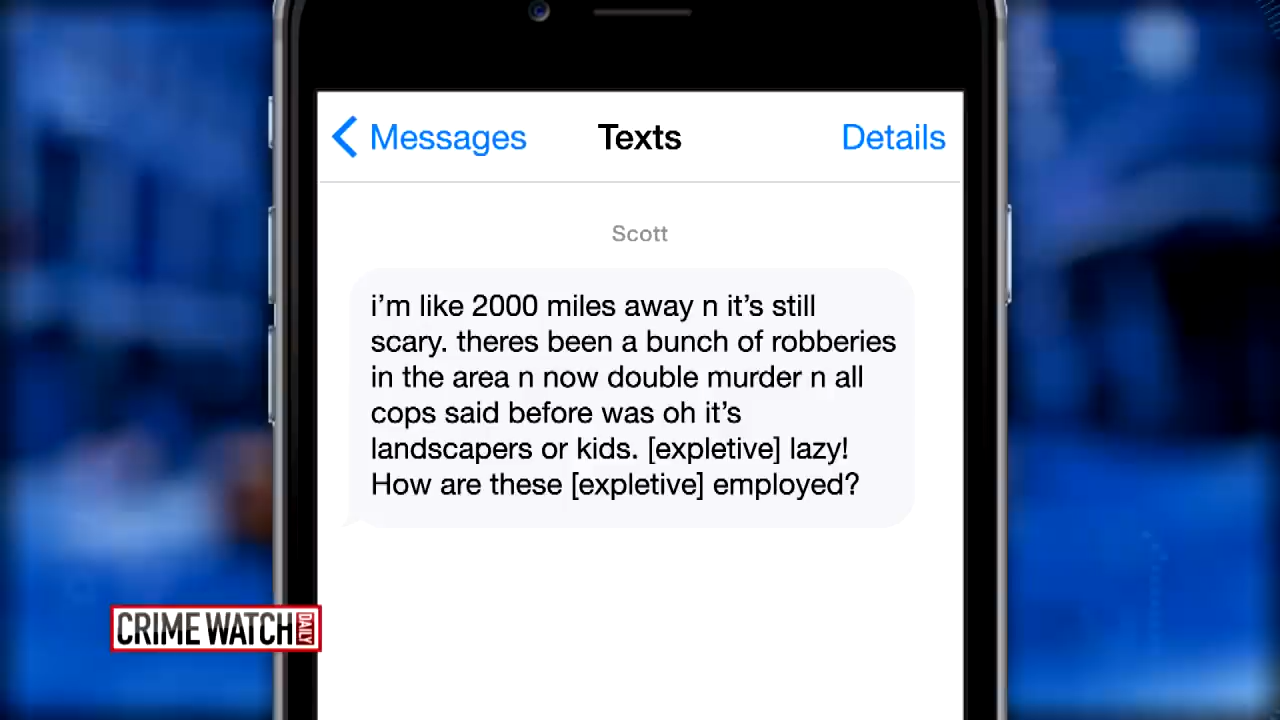 Messages Texts Details
Scott
i’m like 2000 miles away n it’s still
scary. theres been a bunch of robberies
in the area n now double murder n all
cops said before was oh it’s
landscapers or kids. [expletive] lazy!
How are these [expletive] employed?
CRIME WATCH DAILY